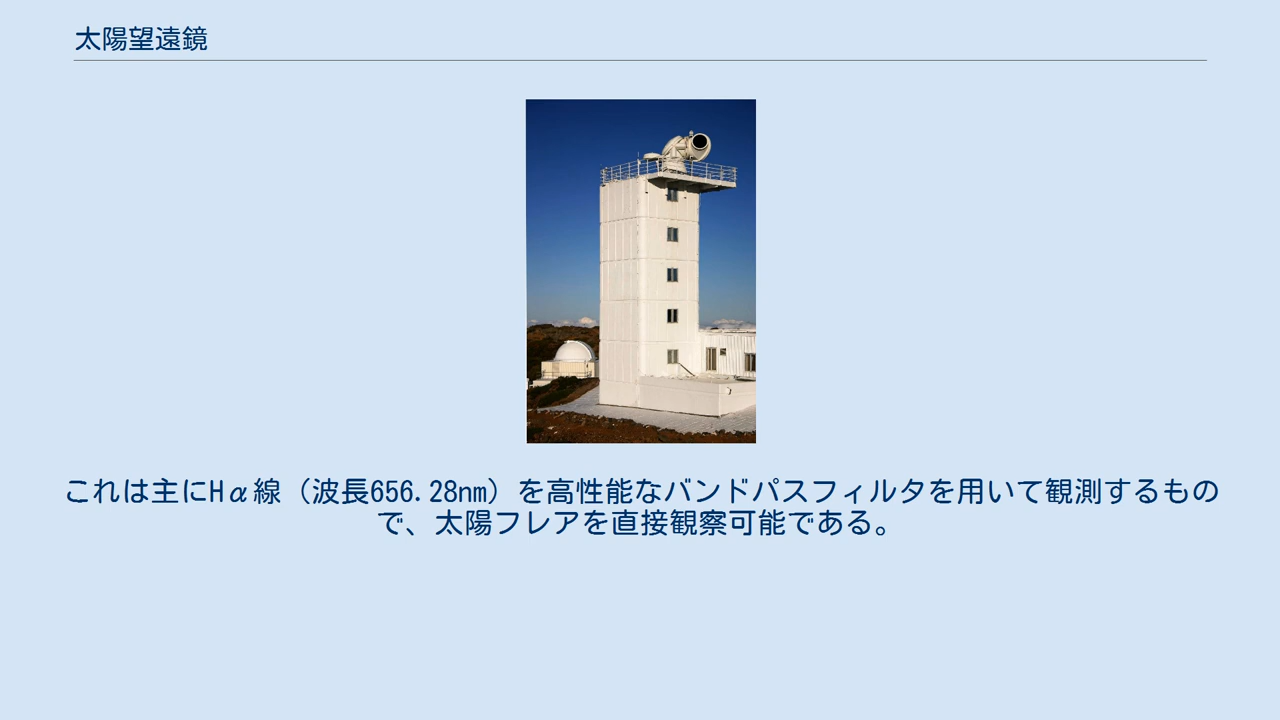 太陽望遠鏡
これは主にHα線（波長656.28nm）を高性能なバンドパスフィルタを用いて観測するもの
で、太陽フレアを直接観察可能である。